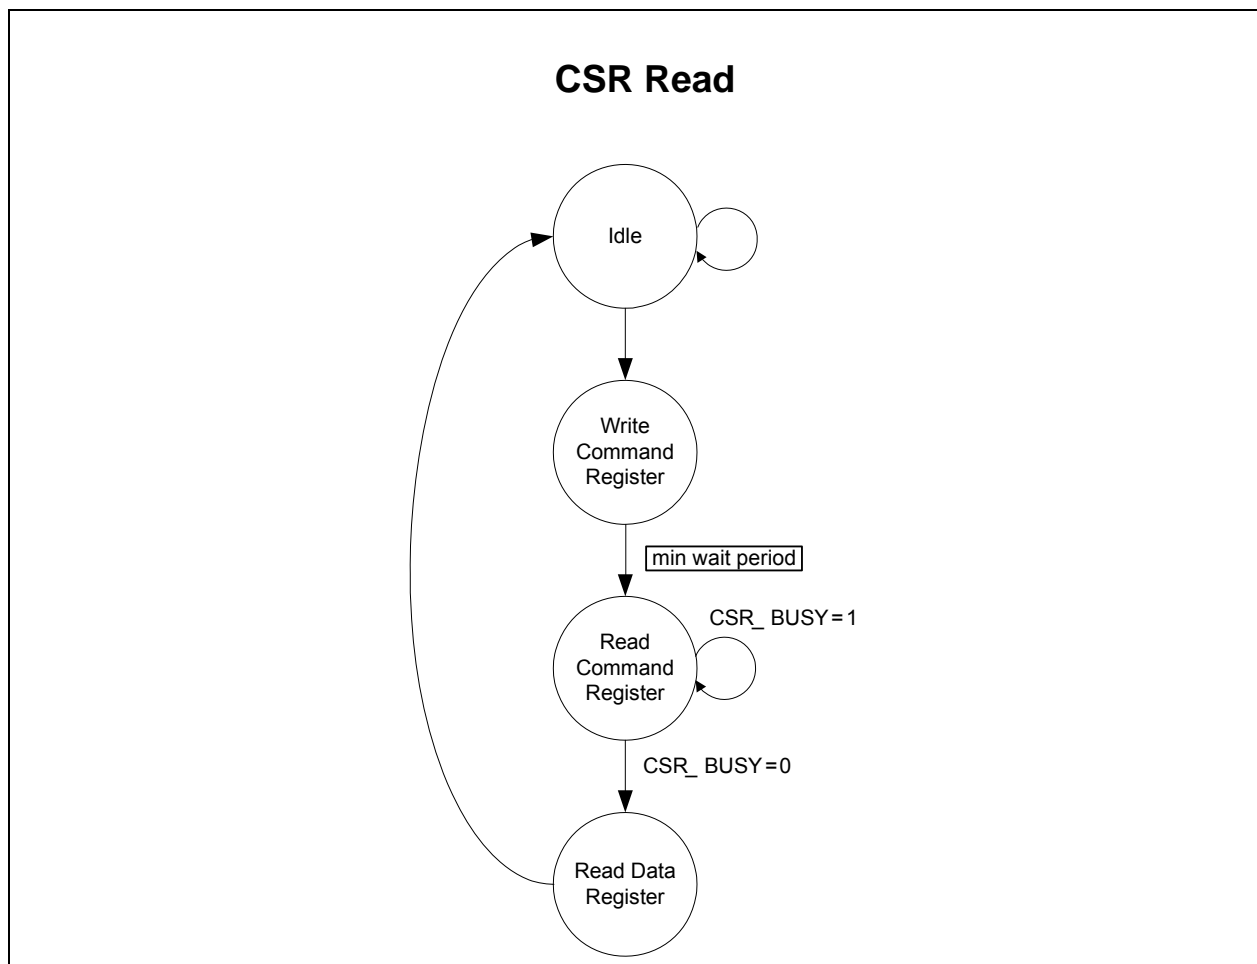 CSR Read
Idle
Write
Command
Register
min wait period
CSR_ BUSY=1
Read
Command
Register
CSR_ BUSY=0
Read Data
Register